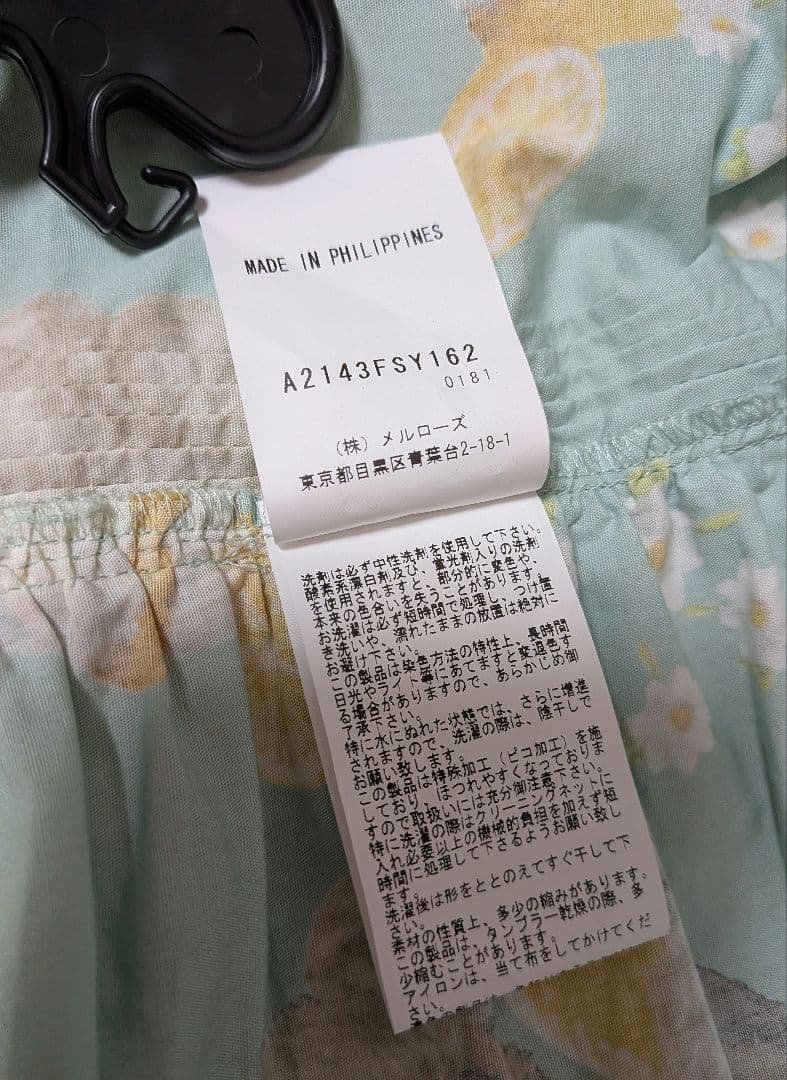 MADE IN PHILIPPINES
A2143FSY162
0181
(株) メルローズ
東京都目黒区青葉台2-18-1
洗剤は必ず中性洗剤を使用して下さい。
酸素系漂白剤及び、蛍光剤入りの洗剤
を使用されますと、部分的に変色や、
本来の色合いを失うことがあります。
お洗濯は必ず短時間で処理し、つけ置
き洗いや、濡れたままの放置は絶対に
お避け下さい。
この製品は染色方法の特性上、長時間
日光やライト等にあてますと変退色す
る場合がありますので、あらかじめ御
了承下さい。
特に水にぬれた状態では、さらに増進
されますので、洗濯の際は、陰干しで
お願い致します。
この製品は特殊加工(ピコ加工)を施
しており、ほつれやすくなっておりま
すので取扱いには充分御注意下さい。
特に洗濯の際はクリーニングネットに
入れ必要以上の機械的負担を加えず短
時間に処理して下さるようお願い致し
ます。
洗濯後は形をととのえてすぐ干して下
さい。
素材の性質上、多少の縮みがあります。
この製品は、タンブラー乾燥の際、多
少縮むことがあります。
アイロンは、当て布をしてかけてくだ
さい。